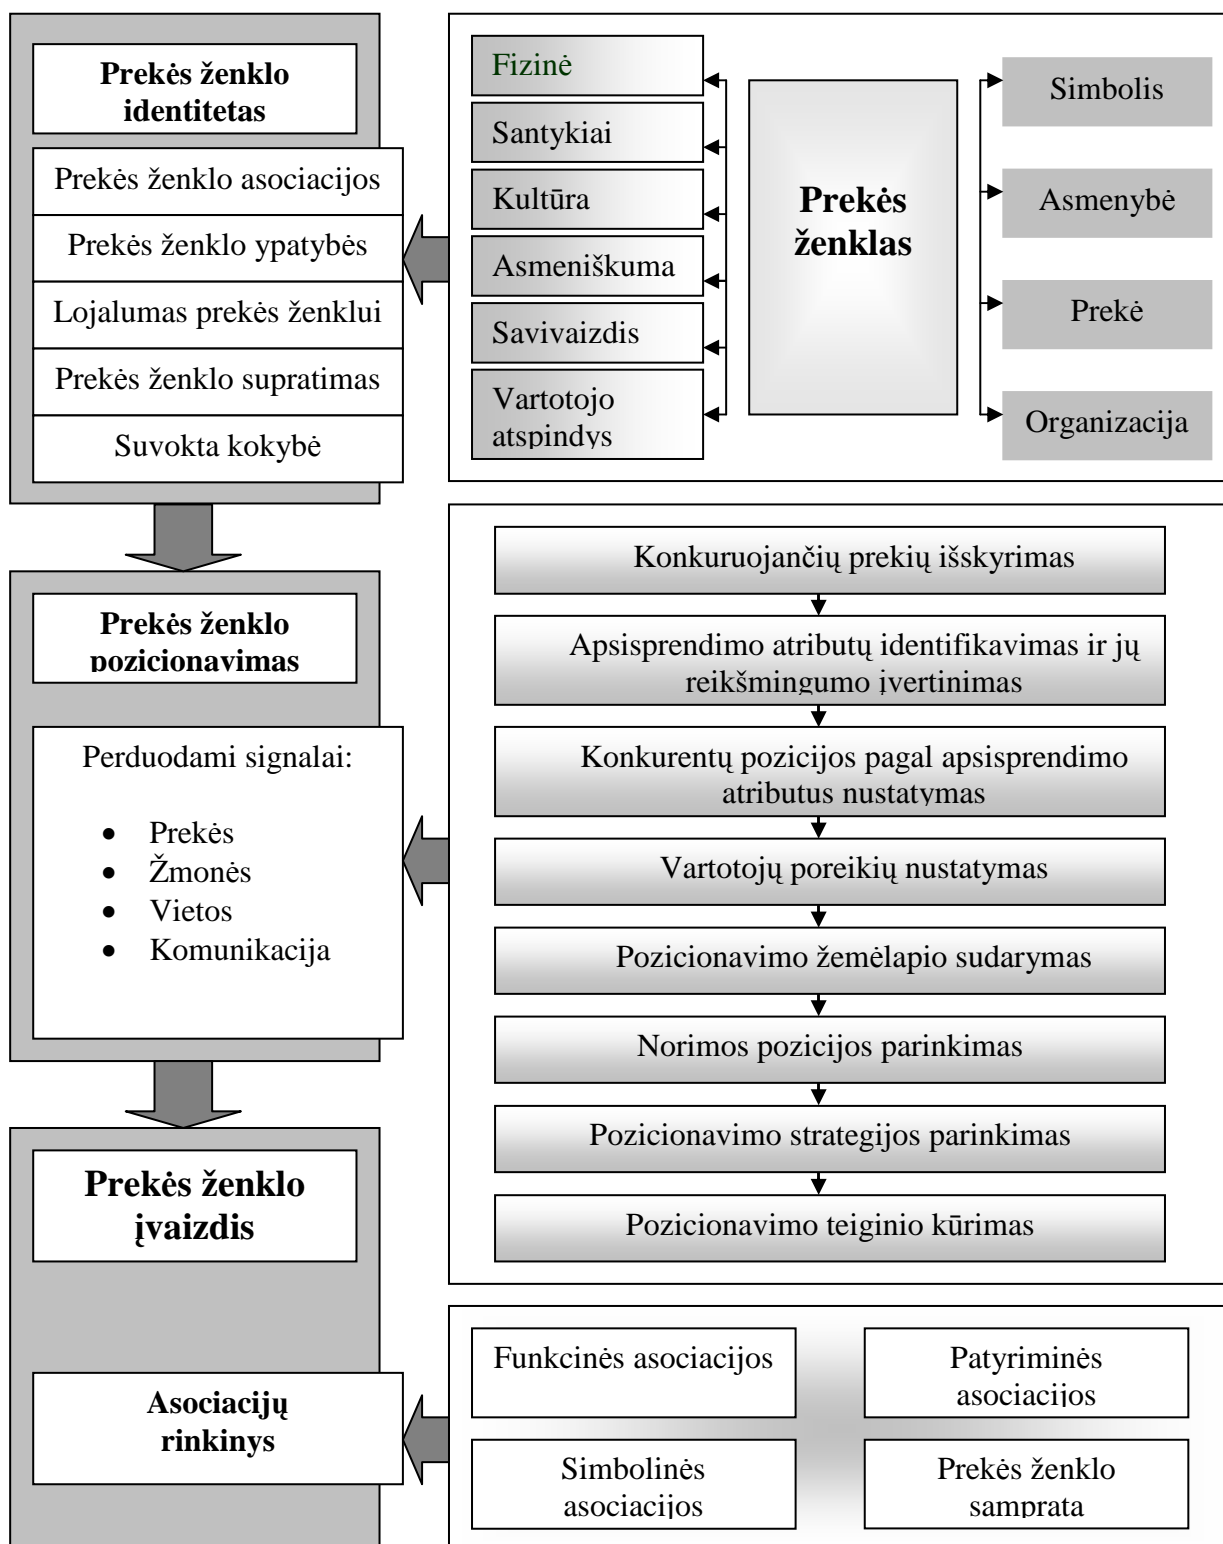 Prekės ženklo
identitetas
Prekės ženklo asociacijos
Prekės ženklo ypatybės
Lojalumas prekės ženklui
Prekės ženklo supratimas
Suvokta kokybė
Fizinė
Santykiai
Kultūra
Asmeniškuma
Savivaizdis
Vartotojo
atspindys
Prekės
ženklas
Simbolis
Asmenybė
Prekė
Organizacija
Prekės ženklo
pozicionavimas
Perduodami signalai:
• Prekės
• Žmonės
• Vietos
• Komunikacija
Konkuruojančių prekių išskyrimas
Apsisprendimo atributų identifikavimas ir jų
reikšmingumo įvertinimas
Konkurentų pozicijos pagal apsisprendimo
atributus nustatymas
Vartotojų poreikių nustatymas
Pozicionavimo žemėlapio sudarymas
Norimos pozicijos parinkimas
Pozicionavimo strategijos parinkimas
Pozicionavimo teiginio kūrimas
Prekės ženklo
įvaizdis
Asociacijų
rinkinys
Funkcinės asociacijos
Patyriminės
asociacijos
Simbolinės
asociacijos
Prekės ženklo
samprata